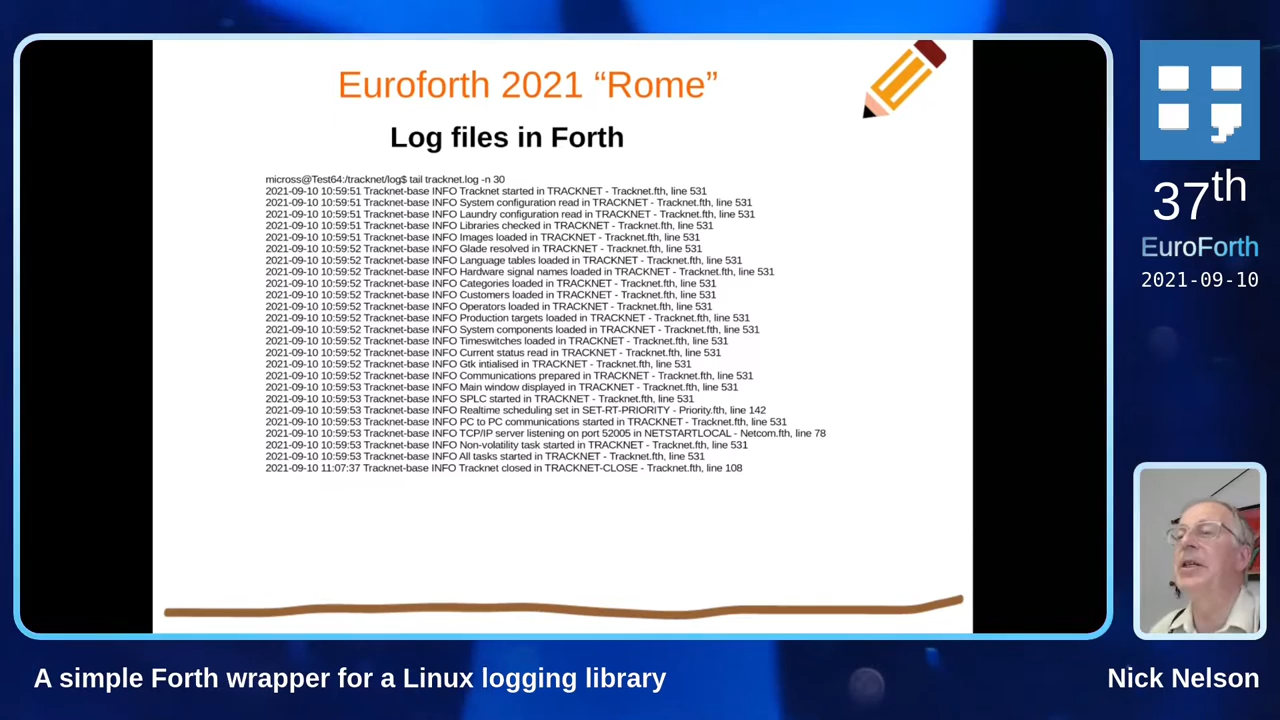 Euroforth 2021 “Rome”
Log files in Forth
micross@Test64:/tracknet/log$ tail tracknet.log -n 30
2021-09-10 10:59:51 Tracknet-base INFO Tracknet started in TRACKNET - Tracknet.fth, line 531
2021-09-10 10:59:51 Tracknet-base INFO System configuration read in TRACKNET - Tracknet.fth, line 531
2021-09-10 10:59:51 Tracknet-base INFO Laundry configuration read in TRACKNET - Tracknet.fth, line 531
2021-09-10 10:59:51 Tracknet-base INFO Libraries checked in TRACKNET - Tracknet.fth, line 531
2021-09-10 10:59:51 Tracknet-base INFO Images loaded in TRACKNET - Tracknet.fth, line 531
2021-09-10 10:59:52 Tracknet-base INFO Glade resolved in TRACKNET - Tracknet.fth, line 531
2021-09-10 10:59:52 Tracknet-base INFO Language tables loaded in TRACKNET - Tracknet.fth, line 531
2021-09-10 10:59:52 Tracknet-base INFO Hardware signal names loaded in TRACKNET - Tracknet.fth, line 531
2021-09-10 10:59:52 Tracknet-base INFO Categories loaded in TRACKNET - Tracknet.fth, line 531
2021-09-10 10:59:52 Tracknet-base INFO Customers loaded in TRACKNET - Tracknet.fth, line 531
2021-09-10 10:59:52 Tracknet-base INFO Operators loaded in TRACKNET - Tracknet.fth, line 531
2021-09-10 10:59:52 Tracknet-base INFO Production targets loaded in TRACKNET - Tracknet.fth, line 531
2021-09-10 10:59:52 Tracknet-base INFO System components loaded in TRACKNET - Tracknet.fth, line 531
2021-09-10 10:59:52 Tracknet-base INFO Timeswitches loaded in TRACKNET - Tracknet.fth, line 531
2021-09-10 10:59:52 Tracknet-base INFO Current status read in TRACKNET - Tracknet.fth, line 531
2021-09-10 10:59:52 Tracknet-base INFO Gtk intialised in TRACKNET - Tracknet.fth, line 531
2021-09-10 10:59:52 Tracknet-base INFO Communications prepared in TRACKNET - Tracknet.fth, line 531
2021-09-10 10:59:53 Tracknet-base INFO Main window displayed in TRACKNET - Tracknet.fth, line 531
2021-09-10 10:59:53 Tracknet-base INFO SPLC started in TRACKNET - Tracknet.fth, line 531
2021-09-10 10:59:53 Tracknet-base INFO Realtime scheduling set in SET-RT-PRIORITY - Priority.fth, line 142
2021-09-10 10:59:53 Tracknet-base INFO PC to PC communications started in TRACKNET - Tracknet.fth, line 531
2021-09-10 10:59:53 Tracknet-base INFO TCP/IP server listening on port 52005 in NETSTARTLOCAL - Netcom.fth, line 78
2021-09-10 10:59:53 Tracknet-base INFO Non-volatility task started in TRACKNET - Tracknet.fth, line 531
2021-09-10 10:59:53 Tracknet-base INFO All tasks started in TRACKNET - Tracknet.fth, line 531
2021-09-10 11:07:37 Tracknet-base INFO Tracknet closed in TRACKNET-CLOSE - Tracknet.fth, line 108
37th
EuroForth
2021-09-10
A simple Forth wrapper for a Linux logging library
Nick Nelson